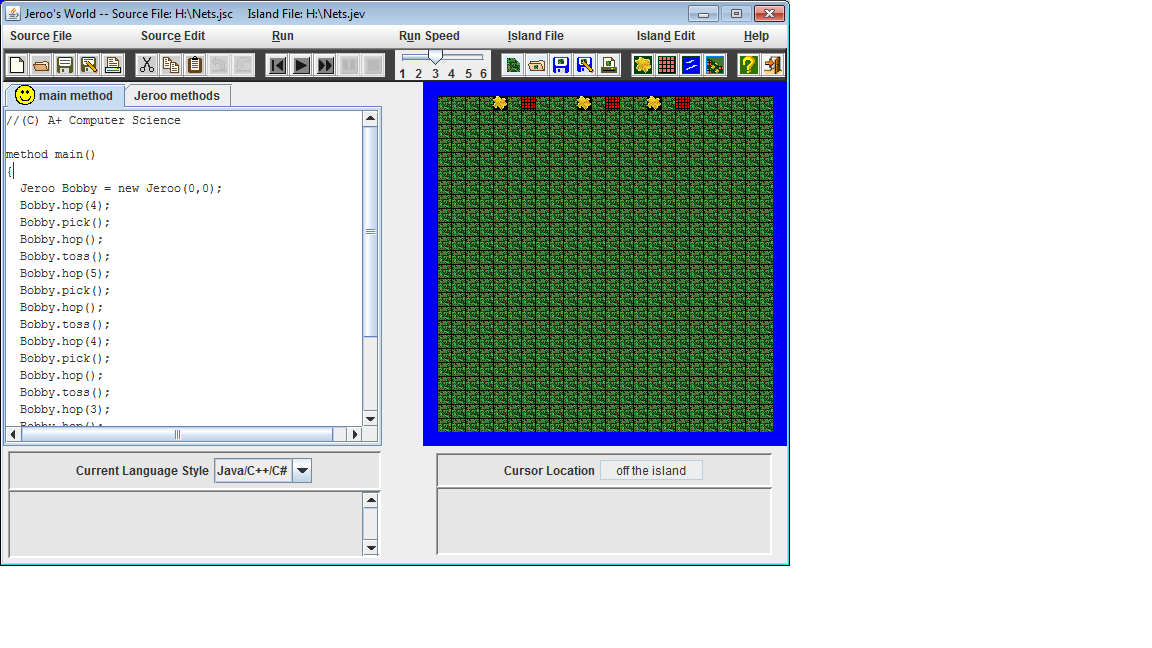 Jeroo's World -- Source File: H:\Nets.jsc    Island File: H:\Nets.jev
Source File    Source Edit    Run    Run Speed    Island File    Island Edit    Help
1 2 3 4 5 6
main method    Jeroo methods
//(C) A+ Computer Science
method main()
{
  Jeroo Bobby = new Jeroo(0,0);
  Bobby.hop(4);
  Bobby.pick();
  Bobby.hop();
  Bobby.toss();
  Bobby.hop(5);
  Bobby.pick();
  Bobby.hop();
  Bobby.toss();
  Bobby.hop(4);
  Bobby.pick();
  Bobby.hop();
  Bobby.toss();
  Bobby.hop(3);
  Bobby.hop();
Current Language Style    Java/C++/C#
Cursor Location    off the island